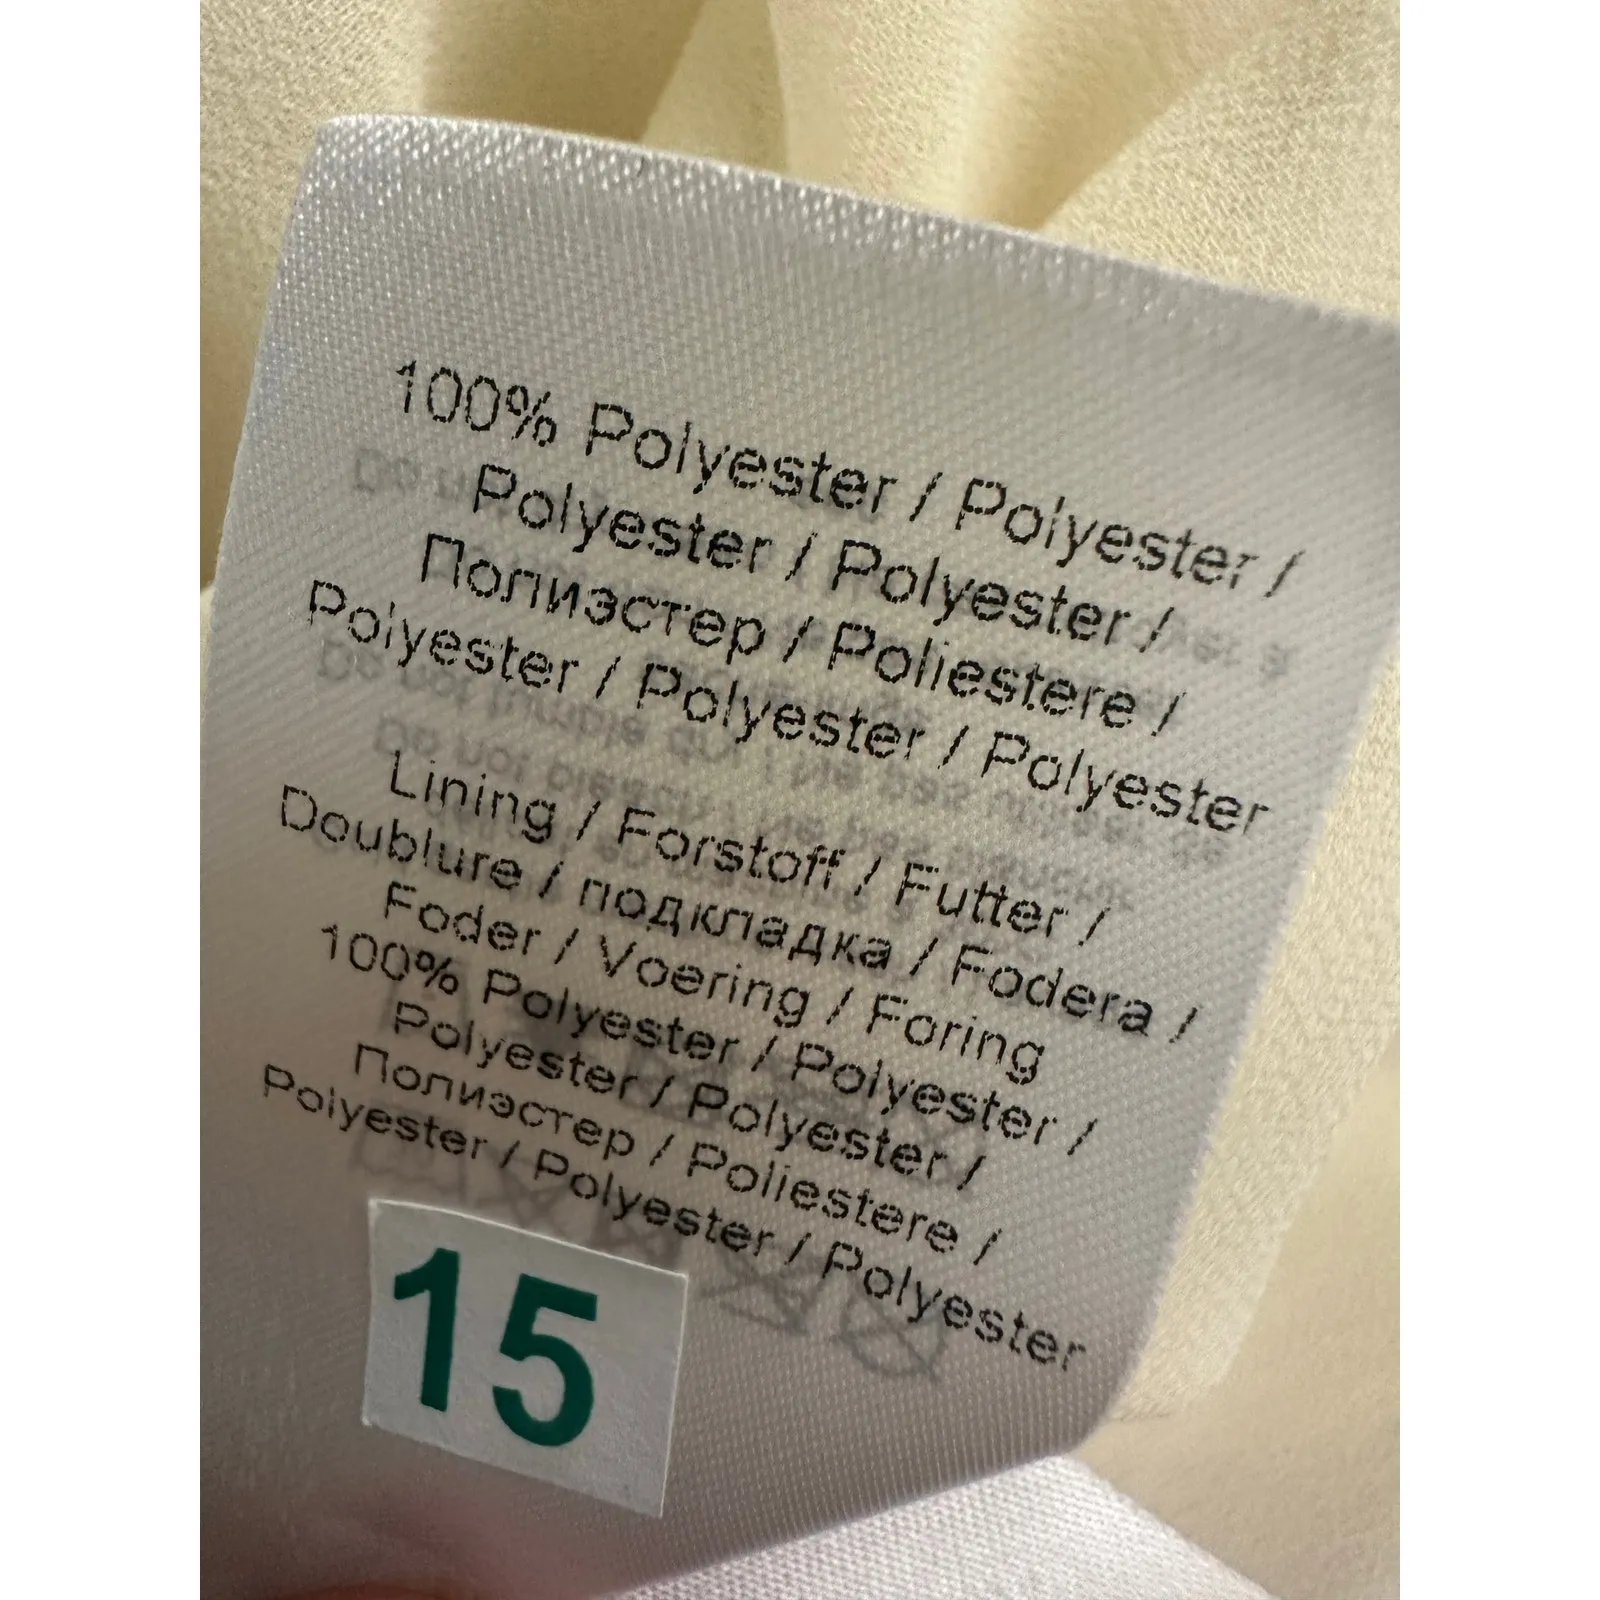 100% Polyester / Polyester /
Polyester / Polyester /
Полиэстер / Poliestere /
Polyester / Polyester / Polyester
Lining / Forstoff / Futter /
Doublure / подкладка / Fodera /
Foder / Voering / Foring
100% Polyester / Polyester /
Polyester / Polyester /
Полиэстер / Poliestere /
Polyester / Polyester / Polyester
15